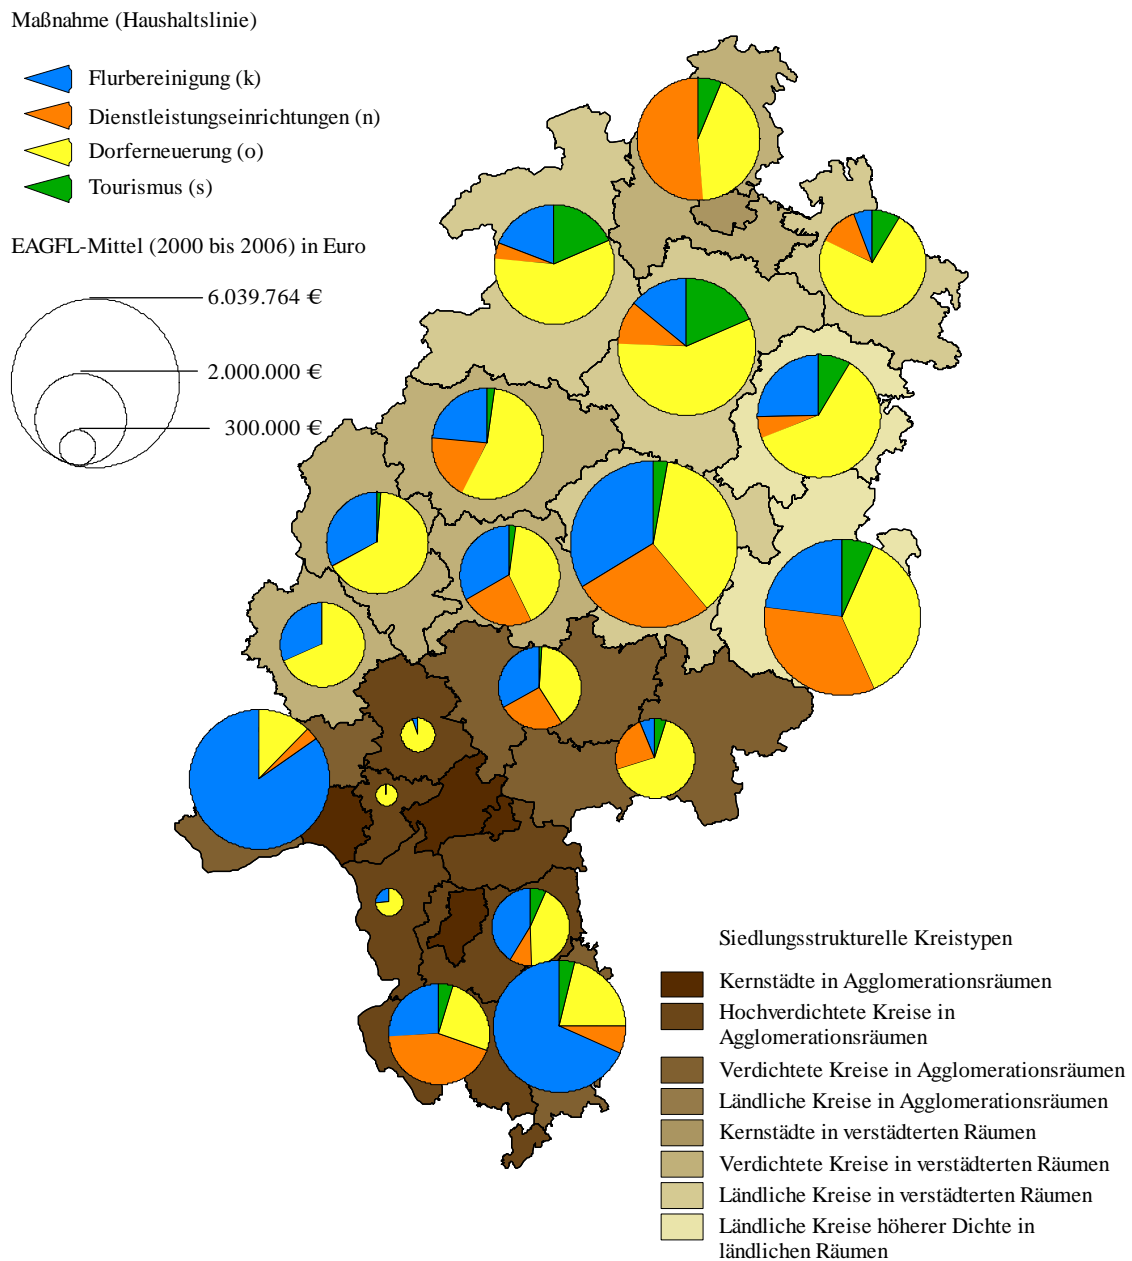 Maßnahme (Haushaltslinie)
Flurbereinigung (k)
Dienstleistungseinrichtungen (n)
Dorferneuerung (o)
Tourismus (s)
EAGFL-Mittel (2000 bis 2006) in Euro
6.039.764 €
2.000.000 €
300.000 €
Siedlungsstrukturelle Kreistypen
Kernstädte in Agglomerationsräumen
Hochverdichtete Kreise in
Agglomerationsräumen
Verdichtete Kreise in Agglomerationsräumen
Ländliche Kreise in Agglomerationsräumen
Kernstädte in verstädterten Räumen
Verdichtete Kreise in verstädterten Räumen
Ländliche Kreise in verstädterten Räumen
Ländliche Kreise höherer Dichte in
ländlichen Räumen